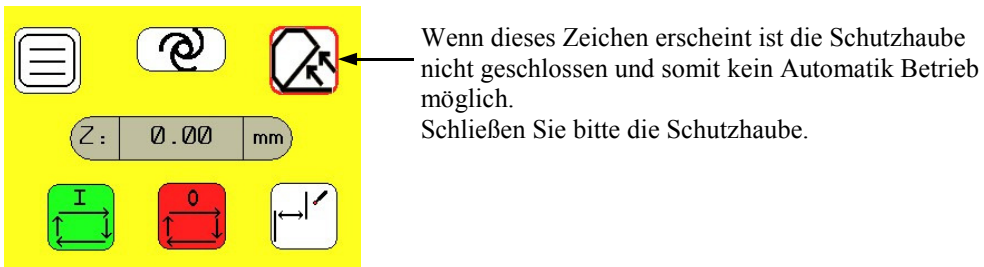 Wenn dieses Zeichen erscheint ist die Schutzhaube
nicht geschlossen und somit kein Automatik Betrieb
möglich.
Schließen Sie bitte die Schutzhaube.
Z: 0.00 mm
I
0